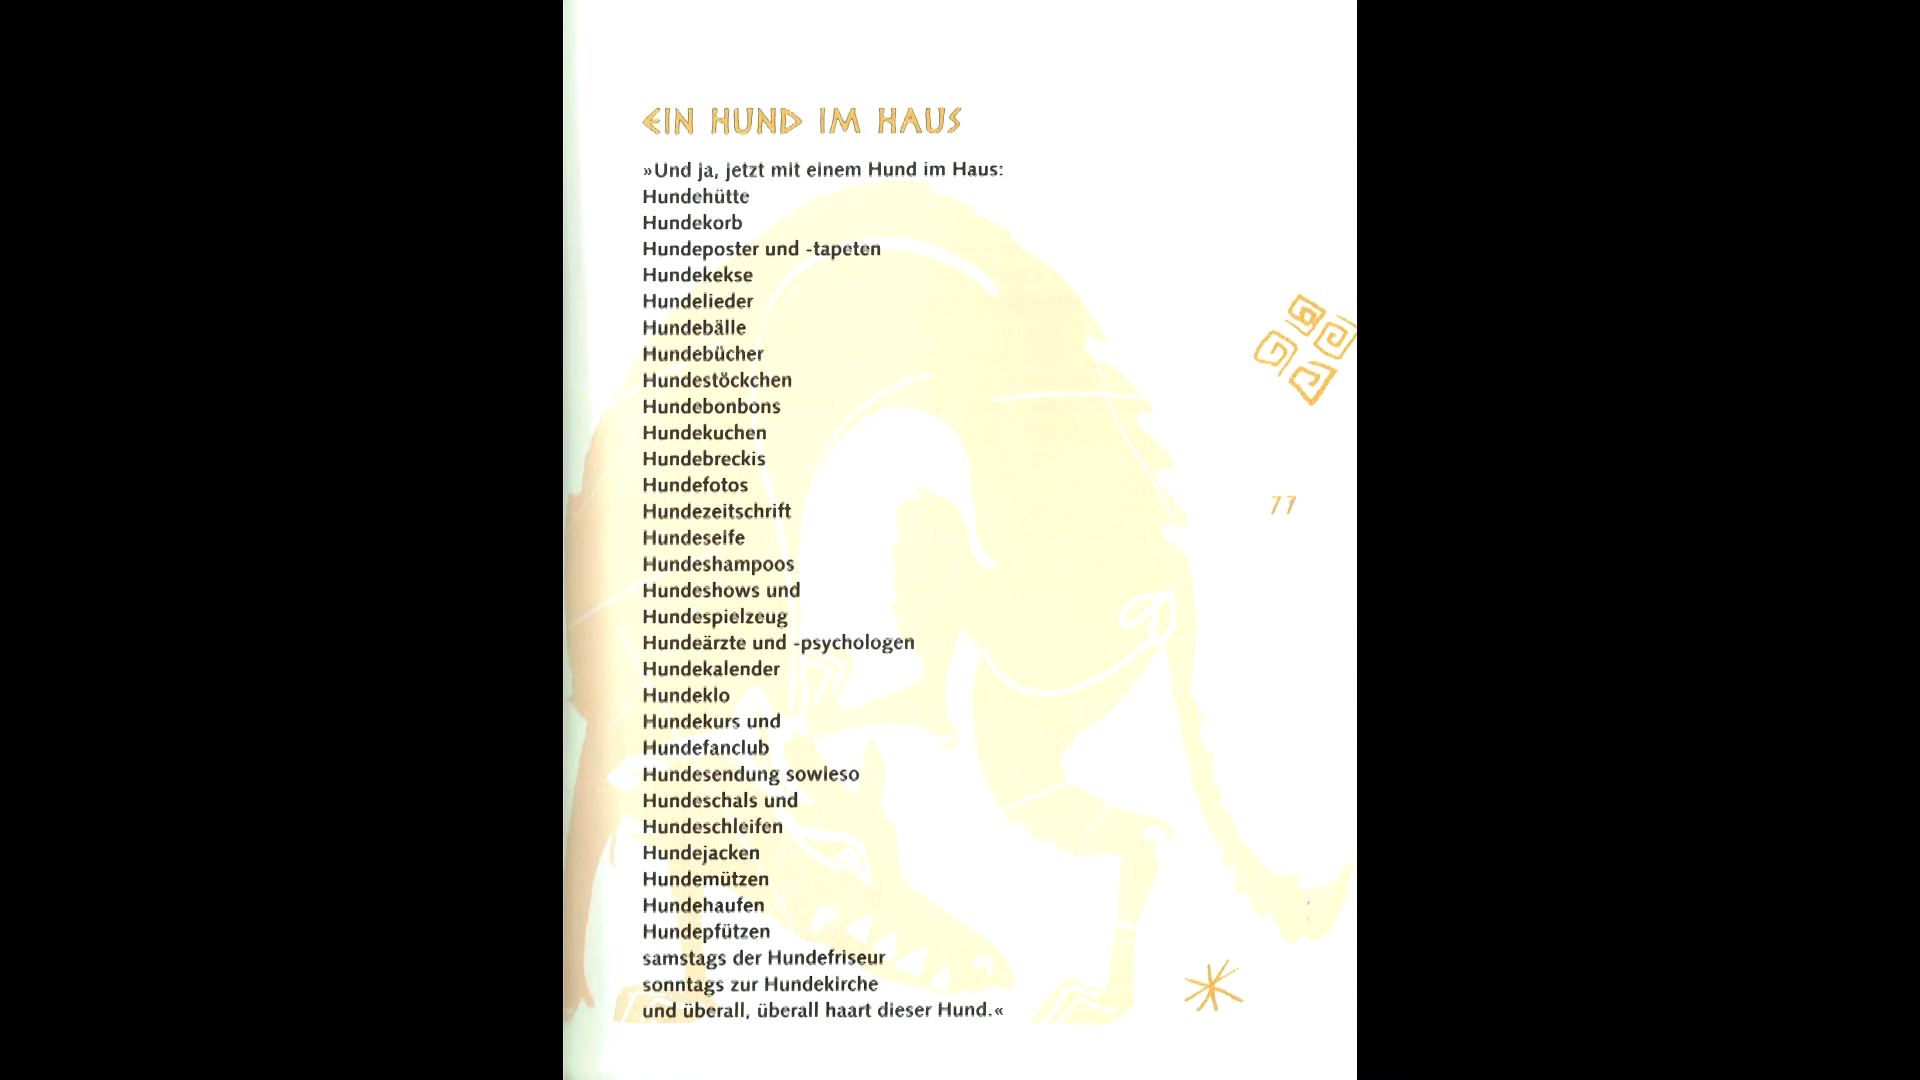 EIN HUND IM HAUS
»Und ja, jetzt mit einem Hund im Haus:
Hundehütte
Hundekorb
Hundeposter und -tapeten
Hundekekse
Hundelieder
Hundebälle
Hundebücher
Hundestöckchen
Hundebonbons
Hundekuchen
Hundebreckis
Hundefotos
Hundezeitschrift
Hundeseife
Hundeshampoos
Hundeshows und
Hundespielzeug
Hundeärzte und -psychologen
Hundekalender
Hundeklo
Hundekurs und
Hundefanclub
Hundesendung sowieso
Hundeschals und
Hundeschleifen
Hundejacken
Hundemützen
Hundehaufen
Hundepfützen
samstags der Hundefriseur
sonntags zur Hundekirche
und überall, überall haart dieser Hund.«
77